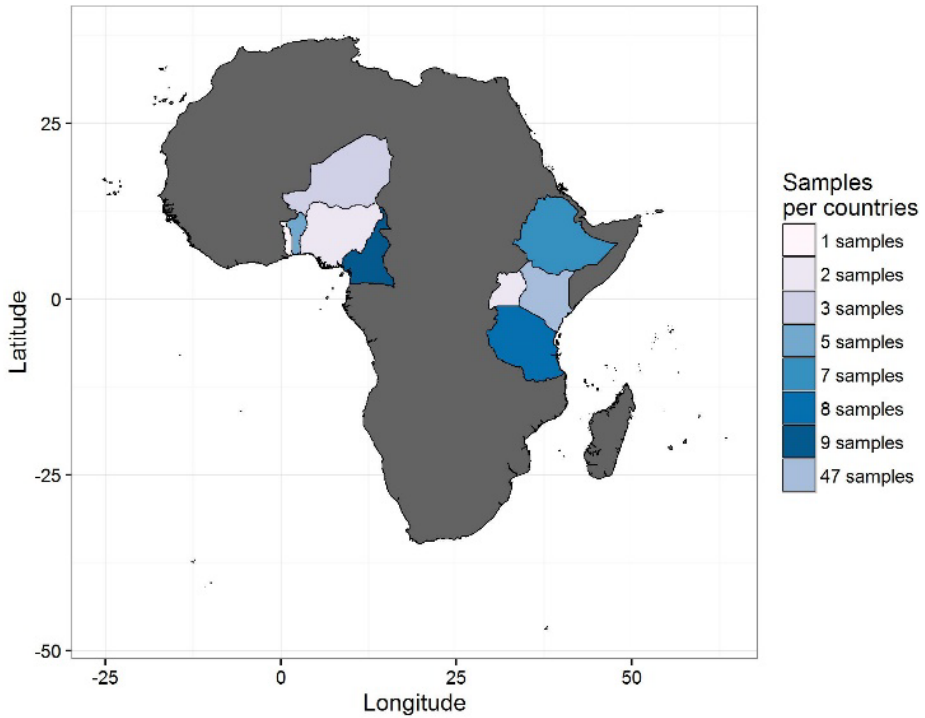 25
0
-25
-50
Latitude
-25
0
25
50
Longitude
Samples
per countries
1 samples
2 samples
3 samples
5 samples
7 samples
8 samples
9 samples
47 samples